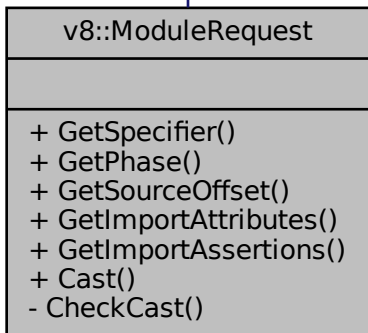 v8::ModuleRequest
+ GetSpecifier()
+ GetPhase()
+ GetSourceOffset()
+ GetImportAttributes()
+ GetImportAssertions()
+ Cast()
- CheckCast()